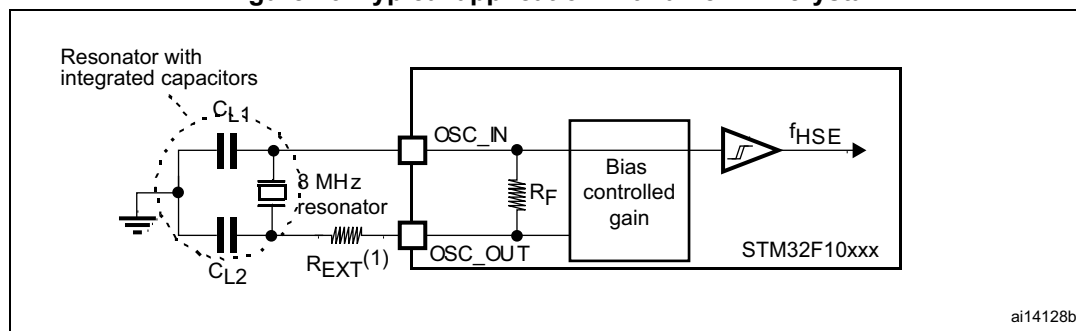 Resonator with
integrated capacitors
CL1
OSC_IN
fHSE
8 MHz
resonator
RF
Bias
controlled
gain
REXT(1)
OSC_OUT
STM32F10xxx
CL2
ai14128b